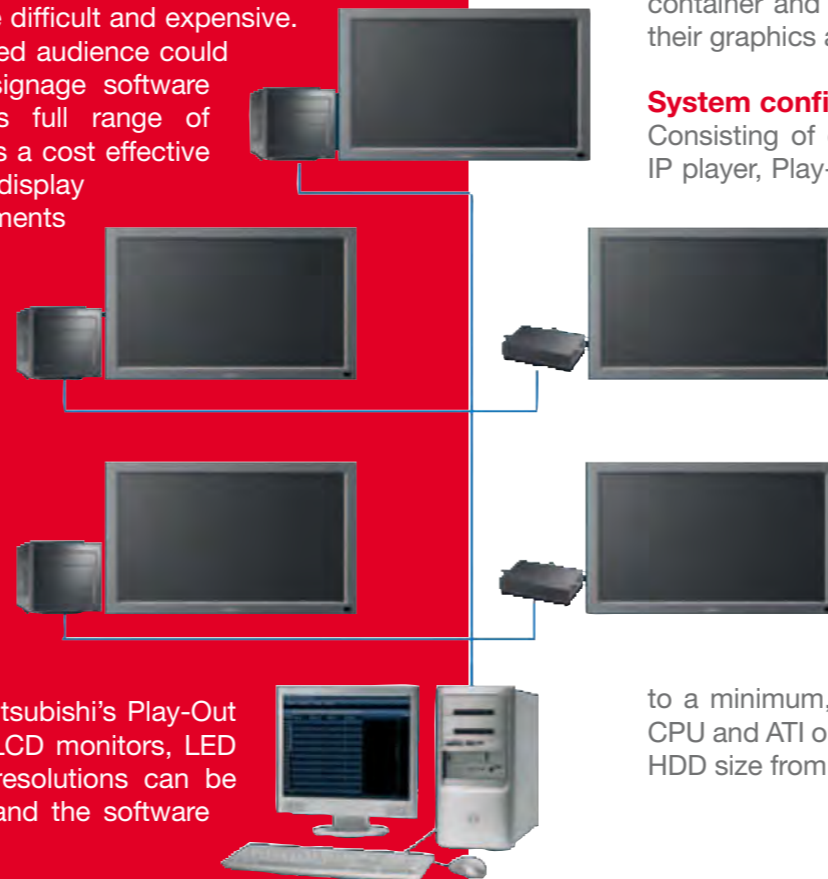 e difficult and expensive.
ed audience could
signage software
s full range of
s a cost effective
display
ments
tsubishi's Play-Out
LCD monitors, LED
resolutions can be
and the software
container and
their graphics a
System confi
Consisting of
IP player, Play-
to a minimum,
CPU and ATI o
HDD size from